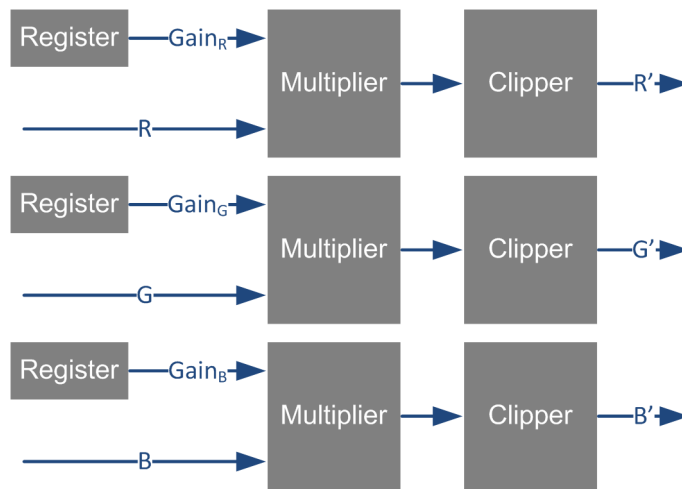 Register GainR Multiplier Clipper R’
R
Register GainG Multiplier Clipper G’
G
Register GainB Multiplier Clipper B’
B